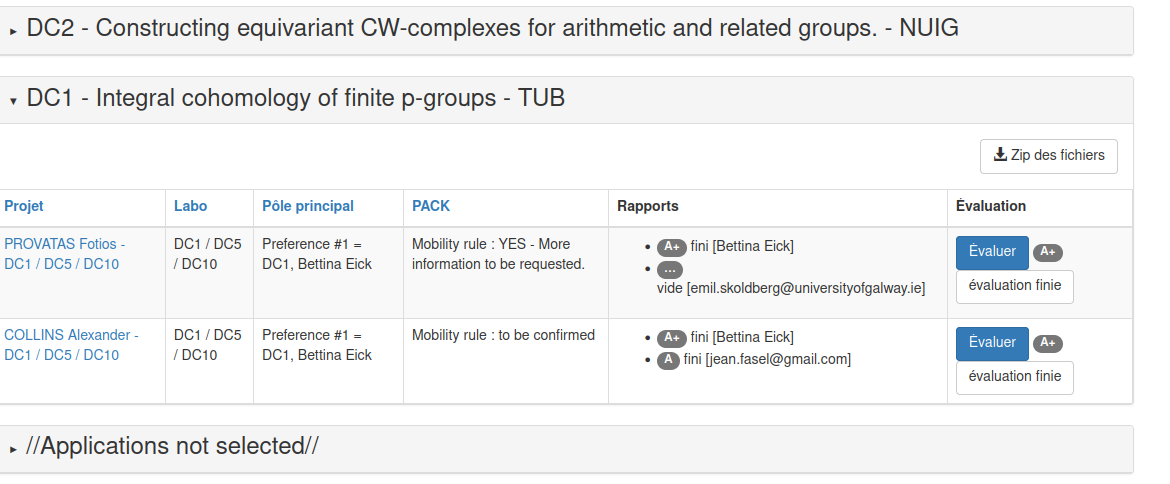 DC2 - Constructing equivariant CW-complexes for arithmetic and related groups. - NUIG
DC1 - Integral cohomology of finite p-groups - TUB
Zip des fichiers
Projet Labo Pôle principal PACK Rapports Évaluation
PROVATAS Fotios -
DC1 / DC5 / DC10
DC1 / DC5
/ DC10
Preference #1 =
DC1, Bettina Eick
Mobility rule : YES - More
information to be requested.
A+ fini [Bettina Eick]
...
vide [emil.skoldberg@universityofgalway.ie]
Évaluer A+
évaluation finie
COLLINS Alexander -
DC1 / DC5 / DC10
DC1 / DC5
/ DC10
Preference #1 =
DC1, Bettina Eick
Mobility rule : to be confirmed
A+ fini [Bettina Eick]
A fini [jean.fasel@gmail.com]
Évaluer A+
évaluation finie
//Applications not selected//